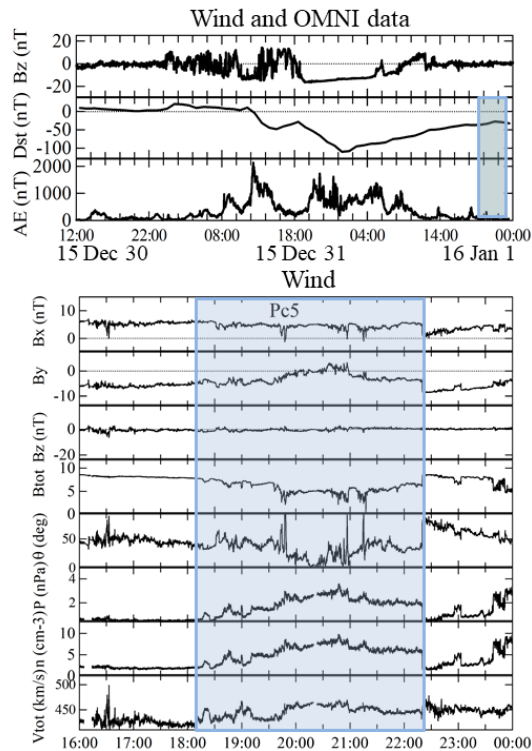 Wind and OMNI data
Bz (nT
20
0
-20
Dst (nT)
0
-50
-100
AE (nT)
2000
1000
0
12:00 22:00 08:00 18:00 04:00 14:00 00:00
15 Dec 30 15 Dec 31 16 Jan 1
Wind
Pc5
Bx (nT)
10
0
By
0
-10
Bz (nT)
0
-20
Btot
10
5
0
θ (deg)
50
P (nPa)
4
2
n (cm-3)
10
5
Vtot (km/s)
500
450
16:00 17:00 18:00 19:00 20:00 21:00 22:00 23:00 00:00